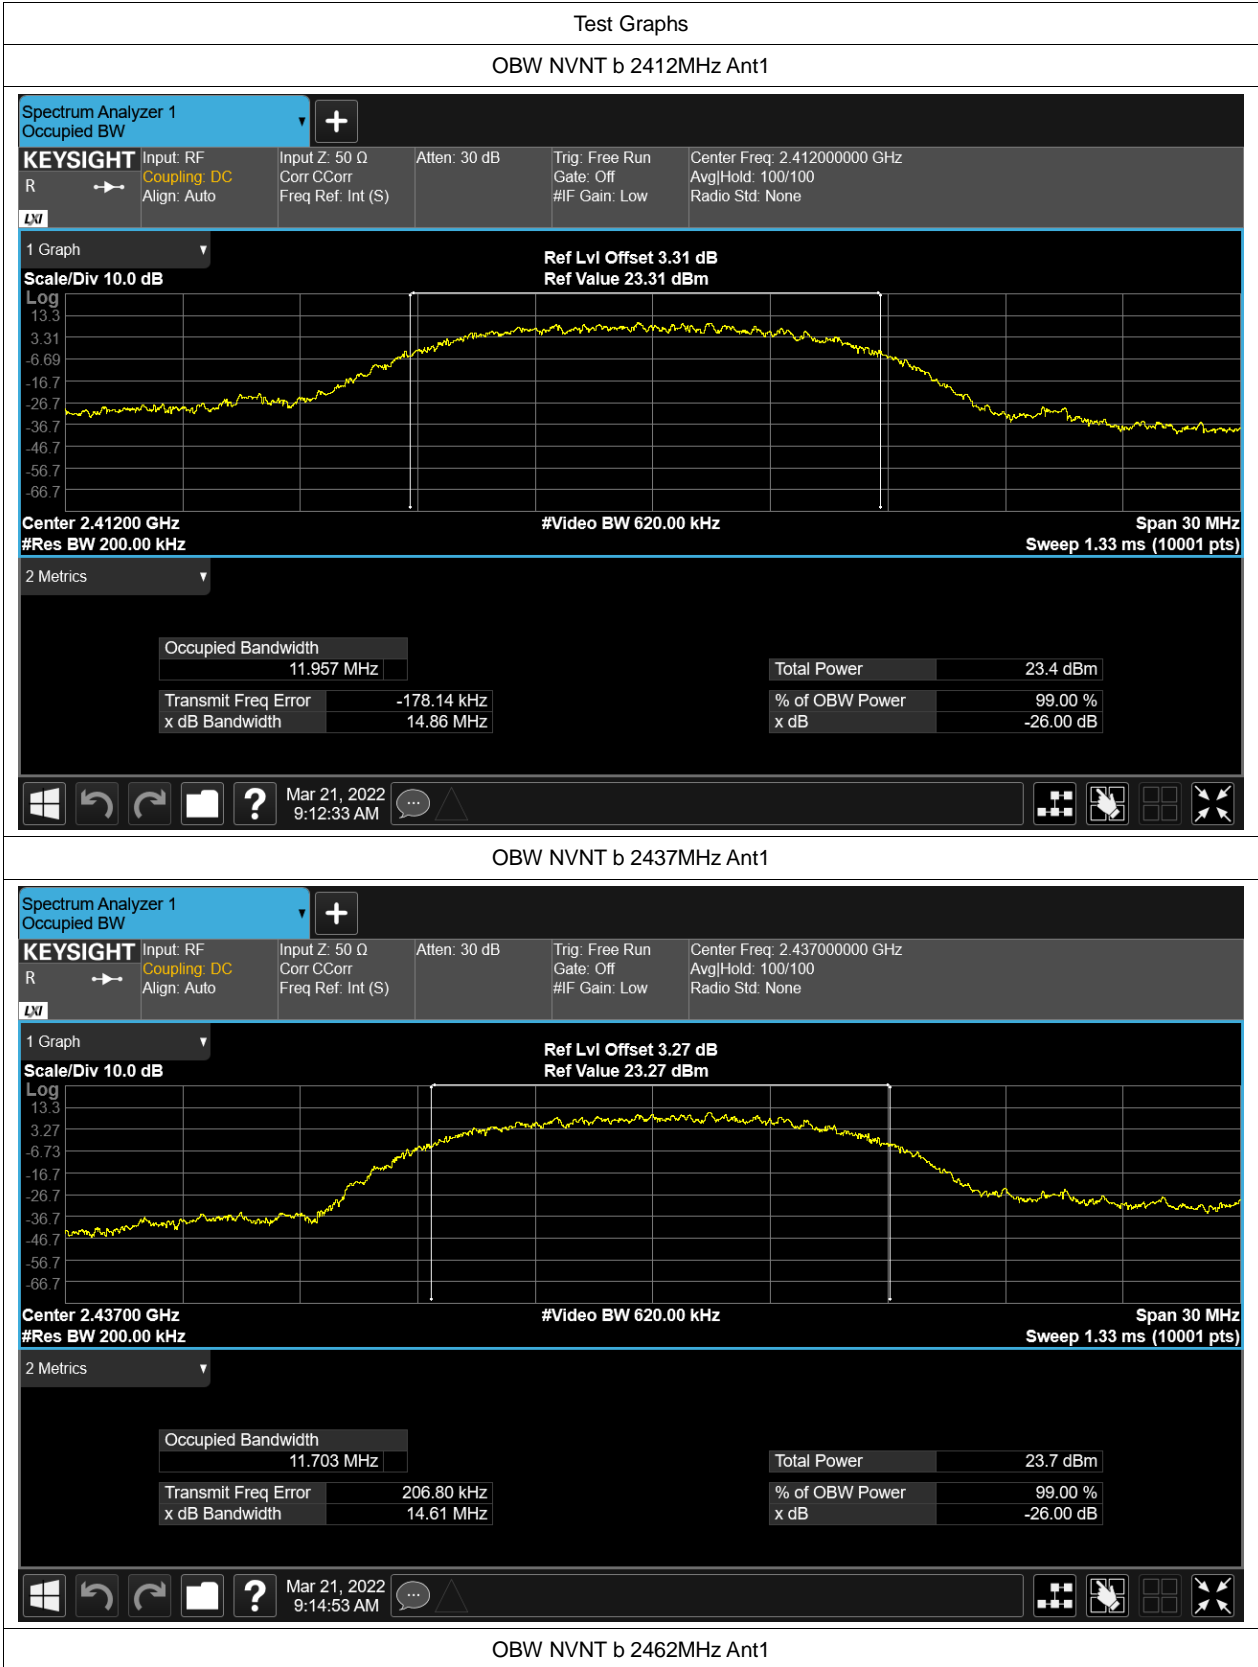 Test Graphs
OBW NVNT b 2412MHz Ant1
Spectrum Analyzer 1
Occupied BW
KEYSIGHT
R
LXI
Input: RF
Coupling: DC
Align: Auto
Input Z: 50 Ω
Corr CCorr
Freq Ref: Int (S)
Atten: 30 dB
Trig: Free Run
Gate: Off
#IF Gain: Low
Center Freq: 2.412000000 GHz
Avg|Hold: 100/100
Radio Std: None
1 Graph
Scale/Div 10.0 dB
Ref Lvl Offset 3.31 dB
Ref Value 23.31 dBm
Log
13.3
3.31
-6.69
-16.7
-26.7
-36.7
-46.7
-56.7
-66.7
Center 2.41200 GHz
#Res BW 200.00 kHz
#Video BW 620.00 kHz
Span 30 MHz
Sweep 1.33 ms (10001 pts)
2 Metrics
Occupied Bandwidth
11.957 MHz
Transmit Freq Error -178.14 kHz
x dB Bandwidth 14.86 MHz
Total Power 23.4 dBm
% of OBW Power 99.00 %
x dB -26.00 dB
?
Mar 21, 2022
9:12:33 AM
OBW NVNT b 2437MHz Ant1
Spectrum Analyzer 1
Occupied BW
KEYSIGHT
R
LXI
Input: RF
Coupling: DC
Align: Auto
Input Z: 50 Ω
Corr CCorr
Freq Ref: Int (S)
Atten: 30 dB
Trig: Free Run
Gate: Off
#IF Gain: Low
Center Freq: 2.437000000 GHz
Avg|Hold: 100/100
Radio Std: None
1 Graph
Scale/Div 10.0 dB
Ref Lvl Offset 3.27 dB
Ref Value 23.27 dBm
Log
13.3
3.27
-6.73
-16.7
-26.7
-36.7
-46.7
-56.7
-66.7
Center 2.43700 GHz
#Res BW 200.00 kHz
#Video BW 620.00 kHz
Span 30 MHz
Sweep 1.33 ms (10001 pts)
2 Metrics
Occupied Bandwidth
11.703 MHz
Transmit Freq Error 206.80 kHz
x dB Bandwidth 14.61 MHz
Total Power 23.7 dBm
% of OBW Power 99.00 %
x dB -26.00 dB
?
Mar 21, 2022
9:14:53 AM
OBW NVNT b 2462MHz Ant1